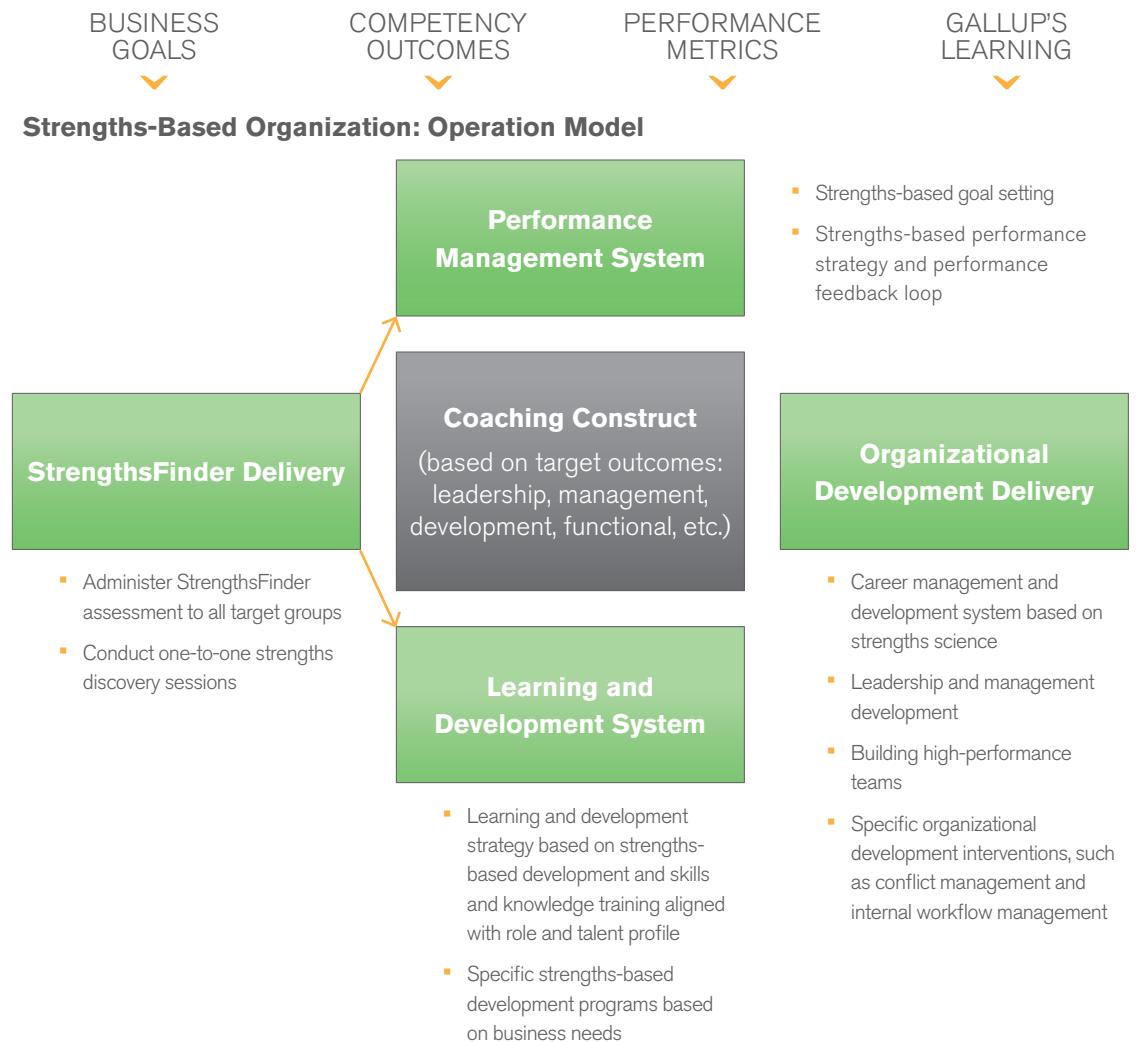 BUSINESS
GOALS
COMPETENCY
OUTCOMES
PERFORMANCE
METRICS
GALLUP’S
LEARNING
Strengths-Based Organization: Operation Model
Performance
Management System
▪ Strengths-based goal setting
▪ Strengths-based performance
strategy and performance
feedback loop
StrengthsFinder Delivery
▪ Administer StrengthsFinder
assessment to all target groups
▪ Conduct one-to-one strengths
discovery sessions
Coaching Construct
(based on target outcomes:
leadership, management,
development, functional, etc.)
Learning and
Development System
▪ Learning and development
strategy based on strengths-
based development and skills
and knowledge training aligned
with role and talent profile
▪ Specific strengths-based
development programs based
on business needs
Organizational
Development Delivery
▪ Career management and
development system based on
strengths science
▪ Leadership and management
development
▪ Building high-performance
teams
▪ Specific organizational
development interventions, such
as conflict management and
internal workflow management